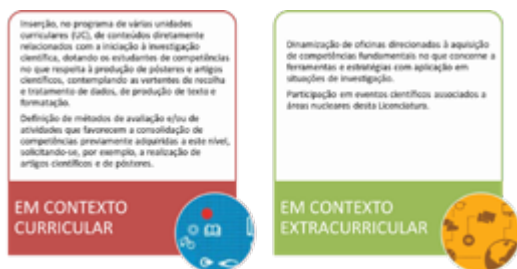 Inserção, no programa de várias unidades
curriculares (UC), de conteúdos diretamente
relacionados com a iniciação à investigação
científica, dotando os estudantes de competências
no que respeita à produção de pósteres e artigos
científicos, contemplando as vertentes de recolha
e tratamento de dados, de produção de texto e
formatação.
Definição de métodos de avaliação e/ou de
atividades que favorecem a consolidação de
competências previamente adquiridas a este nível,
solicitando-se, por exemplo, a realização de
artigos científicos e de pósteres.
EM CONTEXTO
CURRICULAR
Dinamização de oficinas direcionadas à aquisição
de competências fundamentais no que concerne a
ferramentas e estratégias com aplicação em
situações de investigação.
Participação em eventos científicos associados a
áreas nucleares desta Licenciatura.
EM CONTEXTO
EXTRACURRICULAR